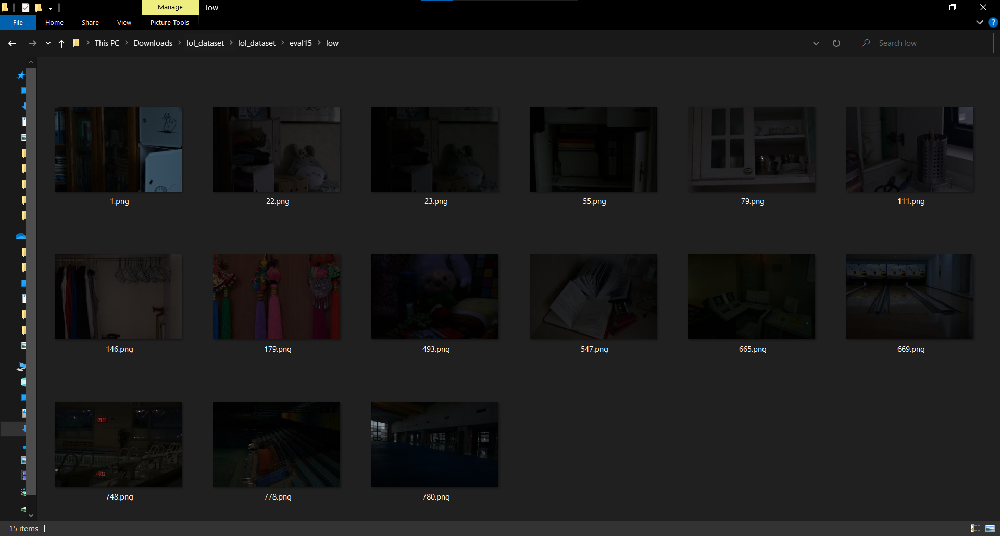 Manage
low
File
Home
Share
View
Picture Tools
This PC
Downloads
lol_dataset
lol_dataset
eval15
low
Search low
1.png
22.png
23.png
55.png
79.png
111.png
146.png
179.png
493.png
547.png
665.png
669.png
09:33
748.png
778.png
780.png
15 items